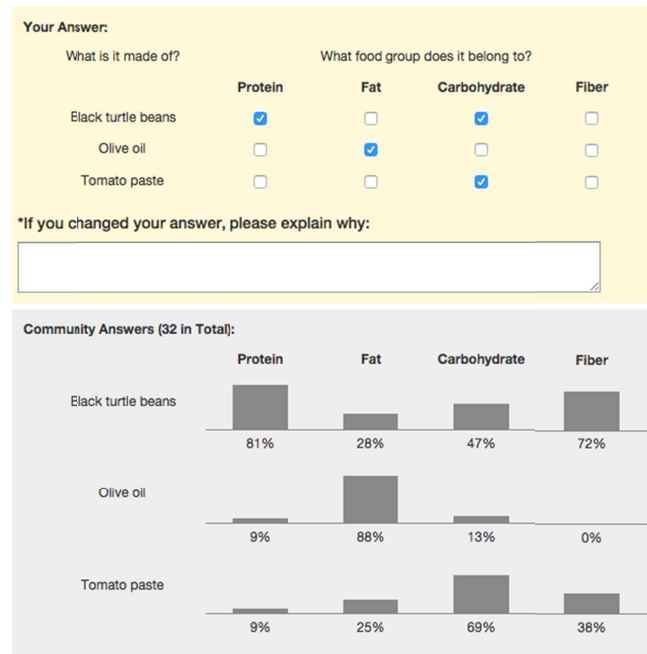 Your Answer:
What is it made of? What food group does it belong to?
Protein Fat Carbohydrate Fiber
Elack turtle beans
Olive oil
Tomato paste
*If you changed your answer, please explain why:
Community Answers (32 in Total):
Protein Fat Carbohydrate Fiber
Elack turtle beans
81% 28% 47% 72%
Olive oil
9% 88% 13% 0%
Tomato paste
9% 25% 69% 38%